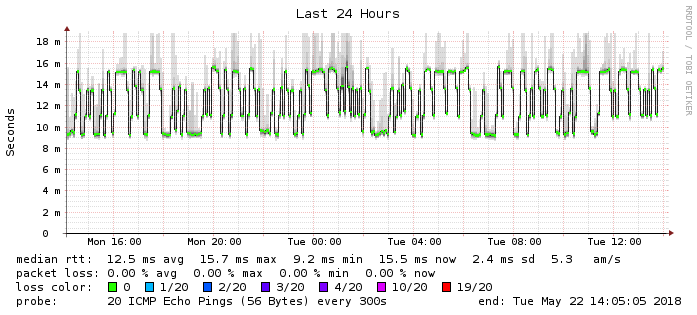 Last 24 Hours
RRDTOOL / TOBI OETIKER
Seconds
18 m
16 m
14 m
12 m
10 m
8 m
6 m
4 m
2 m
0
Mon 16:00 Mon 20:00 Tue 00:00 Tue 04:00 Tue 08:00 Tue 12:00
median rtt: 12.5 ms avg 15.7 ms max 9.2 ms min 15.5 ms now 2.4 ms sd 5.3 am/s
packet loss: 0.00 % avg 0.00 % max 0.00 % min 0.00 % now
loss color: 0 1/20 2/20 3/20 4/20 10/20 19/20
probe: 20 ICMP Echo Pings (56 Bytes) every 300s end: Tue May 22 14:05:05 2018